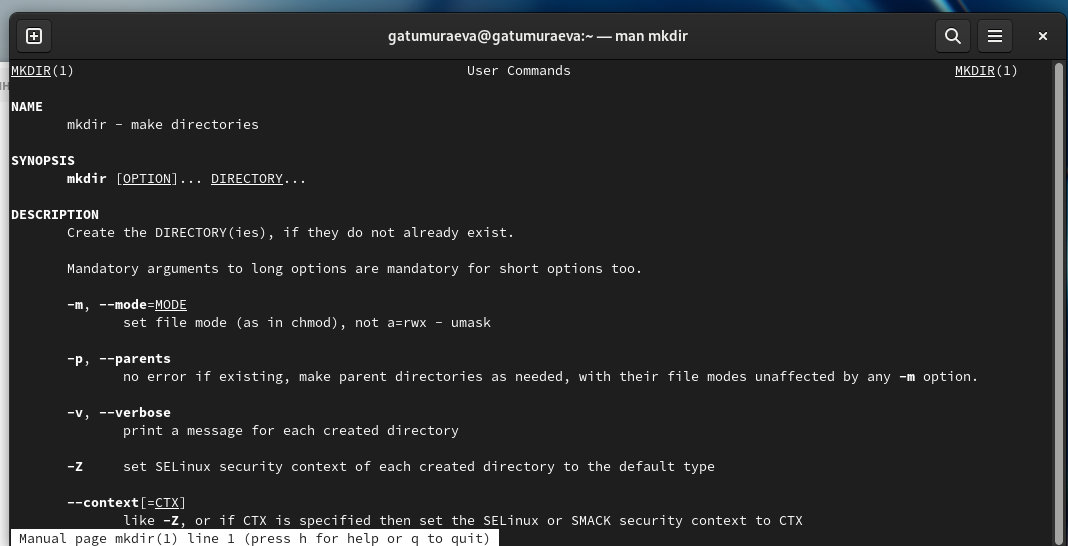 gatumuraeva@gatumuraeva:~ — man mkdir
MKDIR(1) User Commands MKDIR(1)
NAME
mkdir - make directories
SYNOPSIS
mkdir [OPTION]... DIRECTORY...
DESCRIPTION
Create the DIRECTORY(ies), if they do not already exist.
Mandatory arguments to long options are mandatory for short options too.
-m, --mode=MODE
set file mode (as in chmod), not a=rwx - umask
-p, --parents
no error if existing, make parent directories as needed, with their file modes unaffected by any -m option.
-v, --verbose
print a message for each created directory
-Z set SELinux security context of each created directory to the default type
--context[=CTX]
like -Z, or if CTX is specified then set the SELinux or SMACK security context to CTX
Manual page mkdir(1) line 1 (press h for help or q to quit)